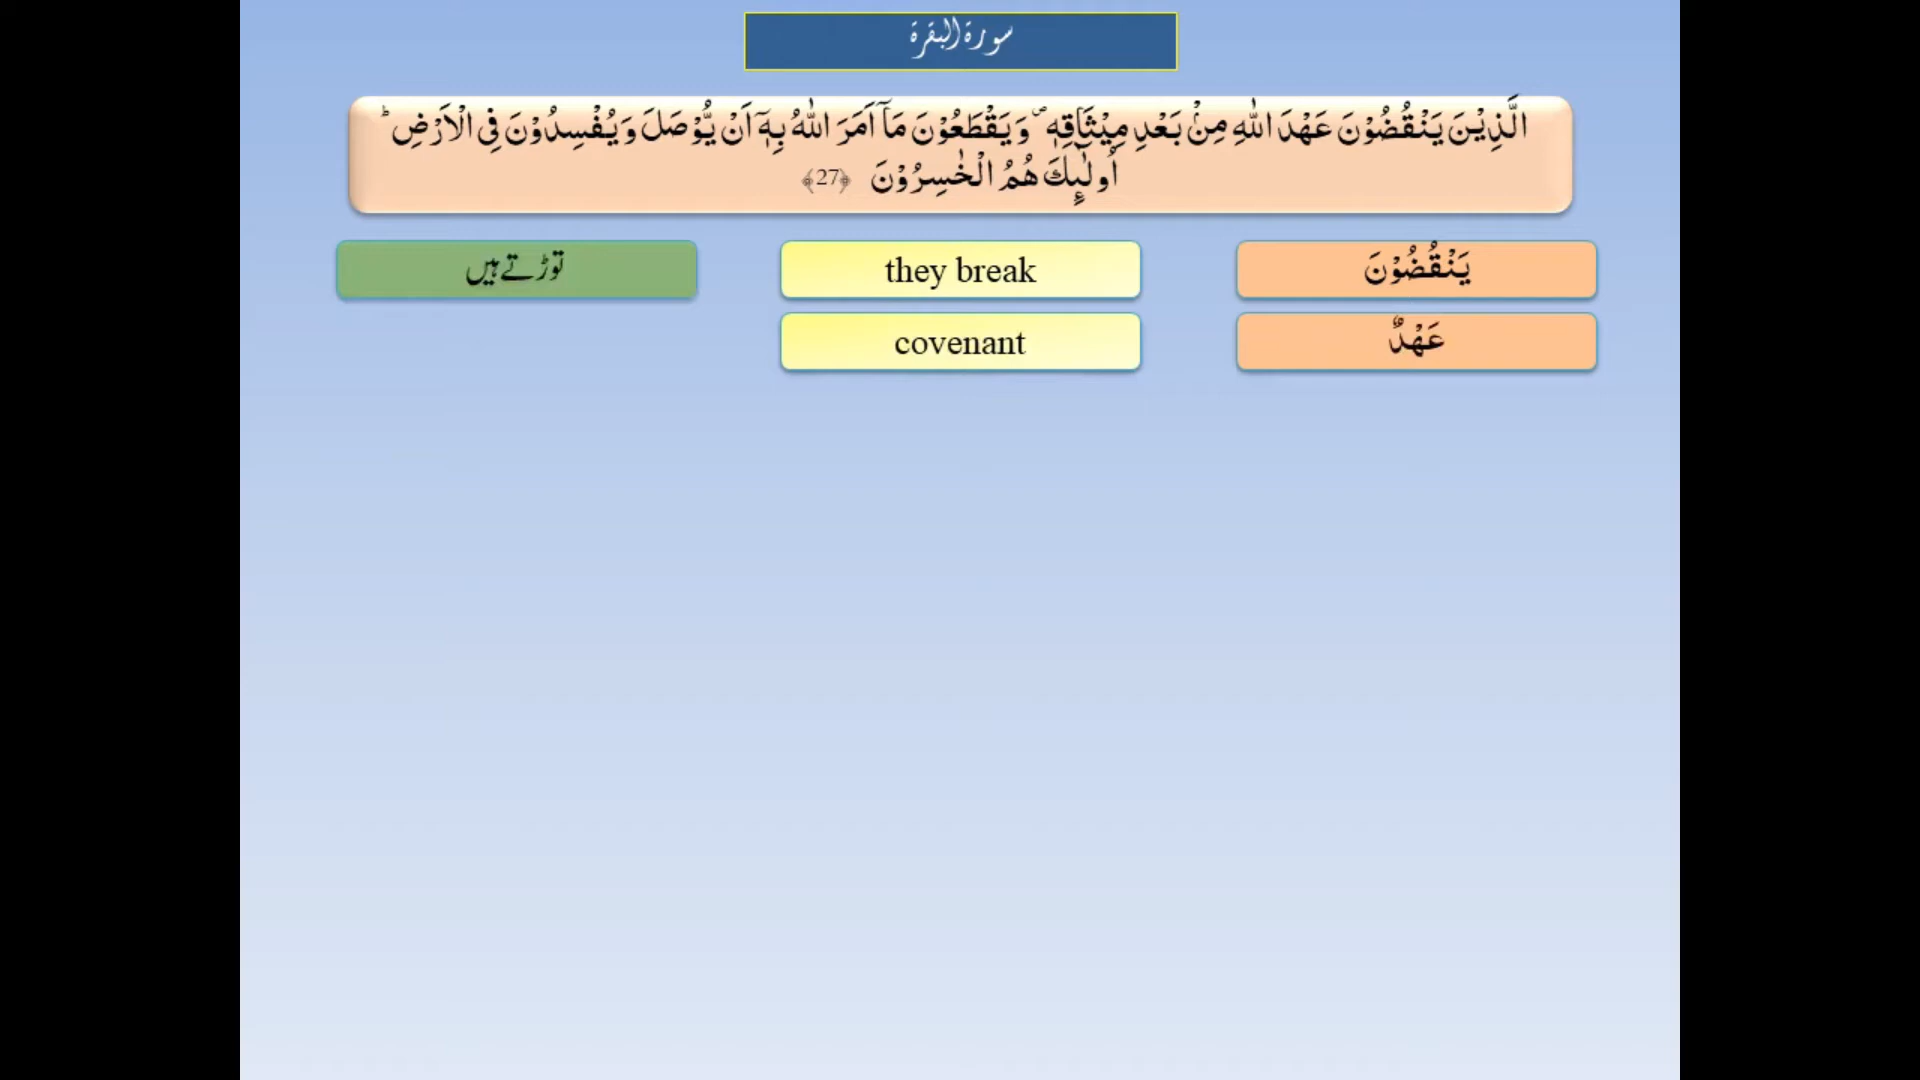 سورة البقرة
الَّذِيْنَ يَنْقُضُوْنَ عَهْدَ اللّٰهِ مِنْۢ بَعْدِ مِيْثَاقِهٖ ۪ وَيَقْطَعُوْنَ مَآ اَمَرَ اللّٰهُ بِهٖٓ اَنْ يُّوْصَلَ وَيُفْسِدُوْنَ فِى الْاَرْضِ ؕ
اُولٰٓئِكَ هُمُ الْخٰسِرُوْنَ ﴿27﴾
يَنْقُضُوْنَ they break توڑتے ہیں
عَهْدٌ covenant